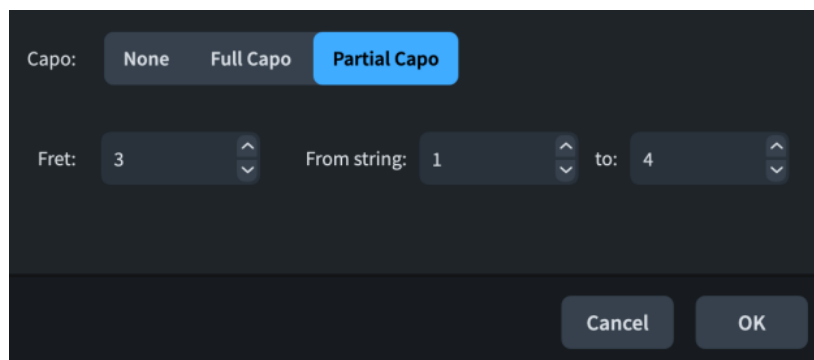 Capo: None Full Capo Partial Capo
Fret: 3 From string: 1 to: 4
Cancel OK